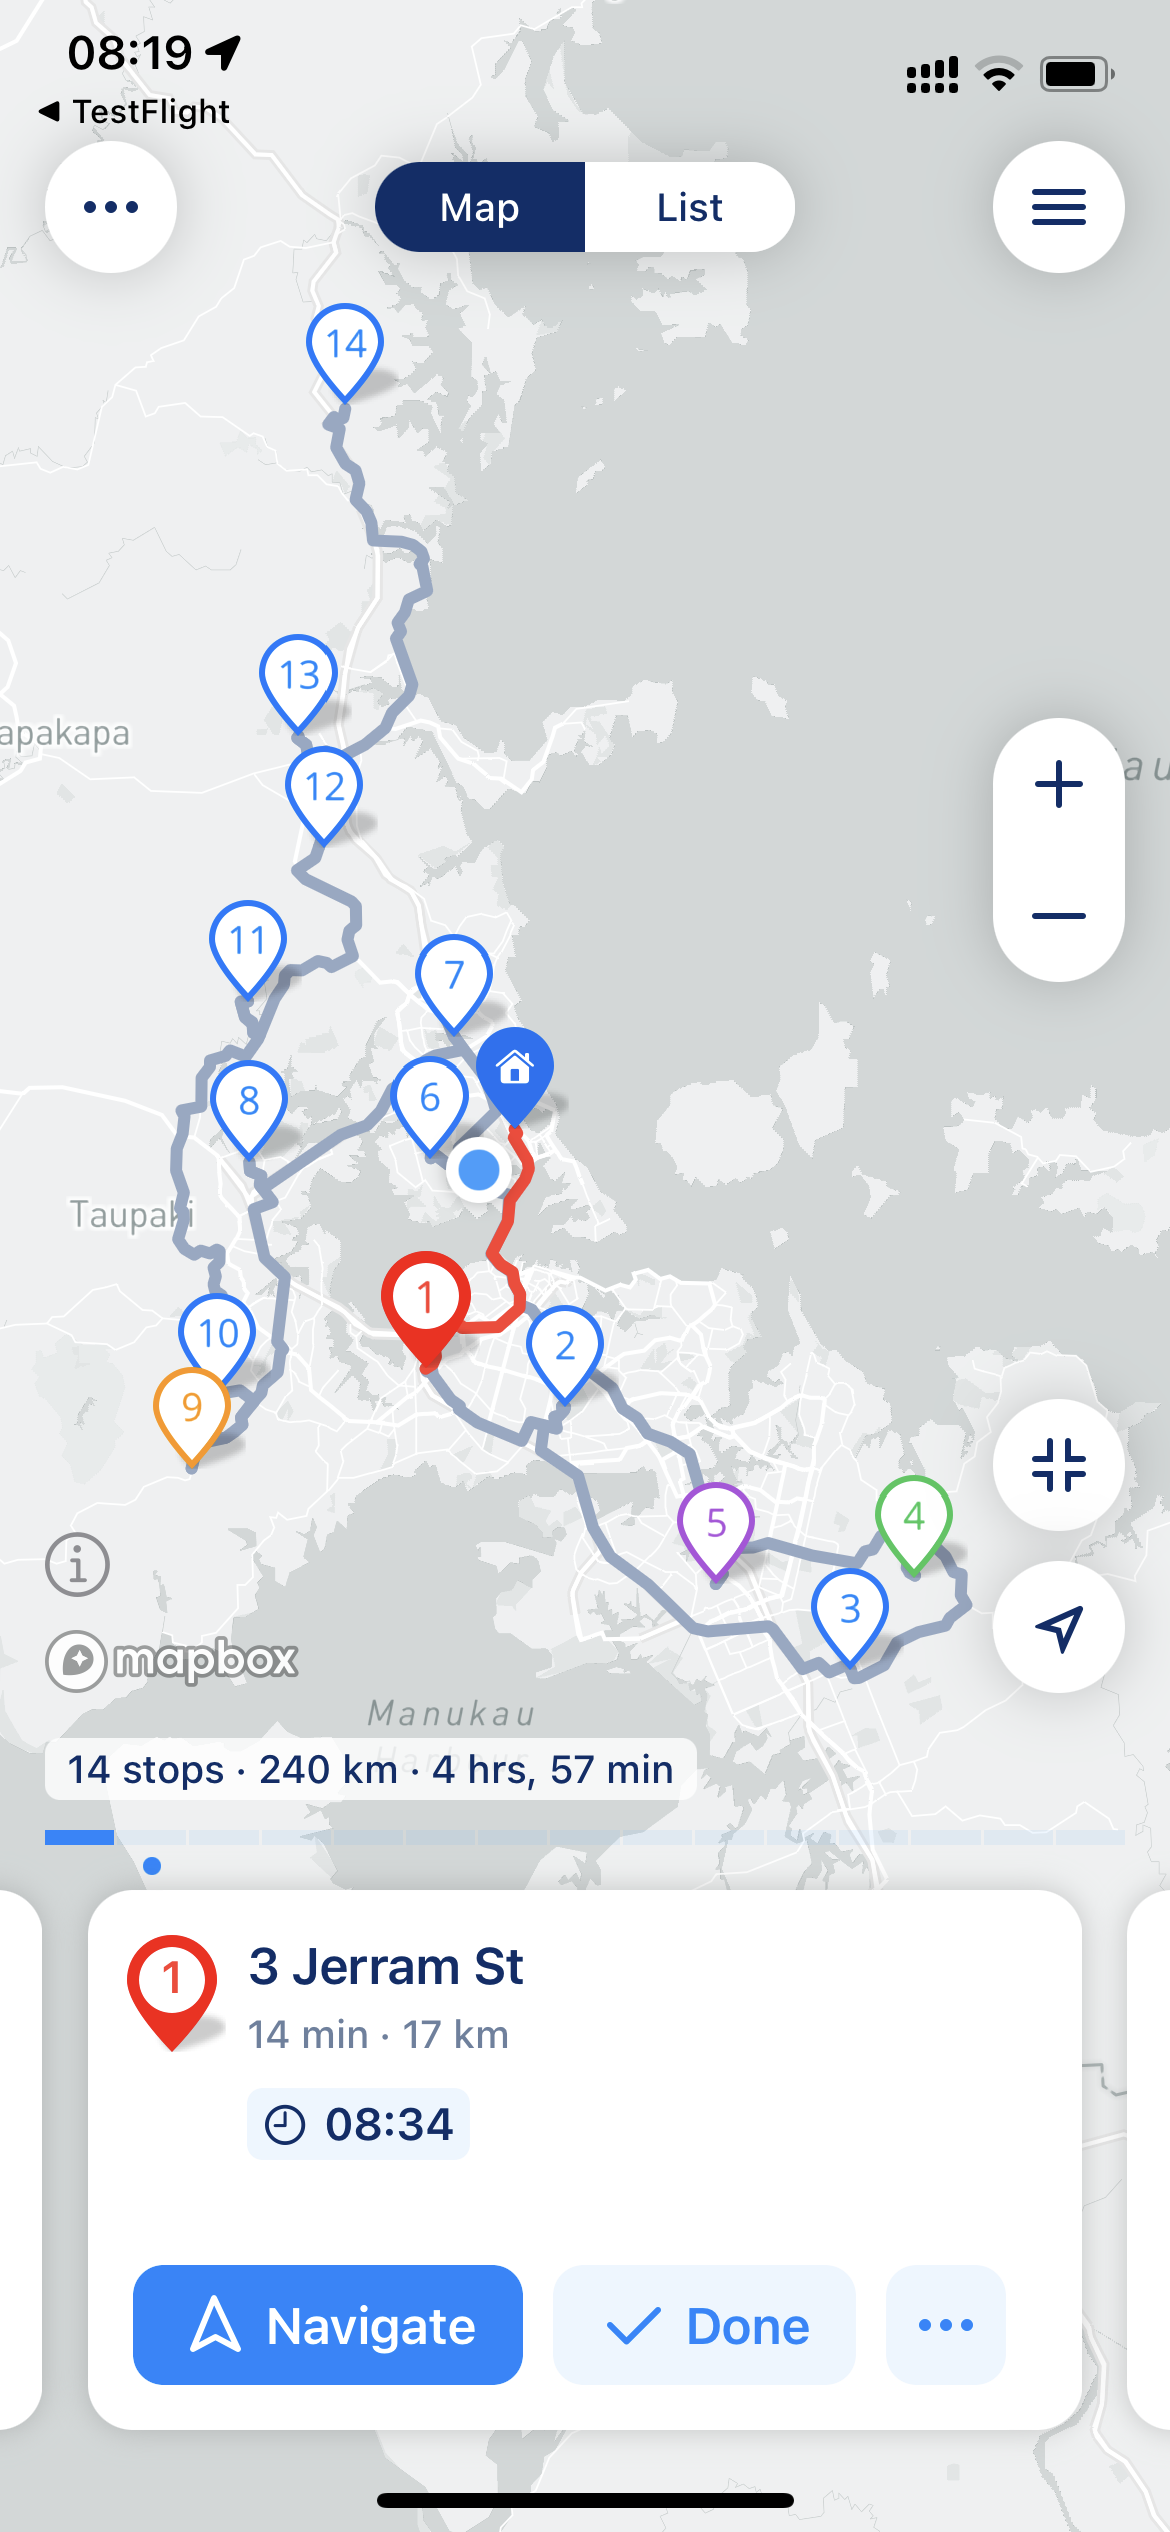 08:19
TestFlight
Map
List
14
13
apakapa
12
au
11
7
6
8
Taupaki
1
2
10
9
5
4
3
mapbox
Manukau
Harbour
14 stops · 240 km · 4 hrs, 57 min
1
3 Jerram St
14 min · 17 km
08:34
Navigate
Done